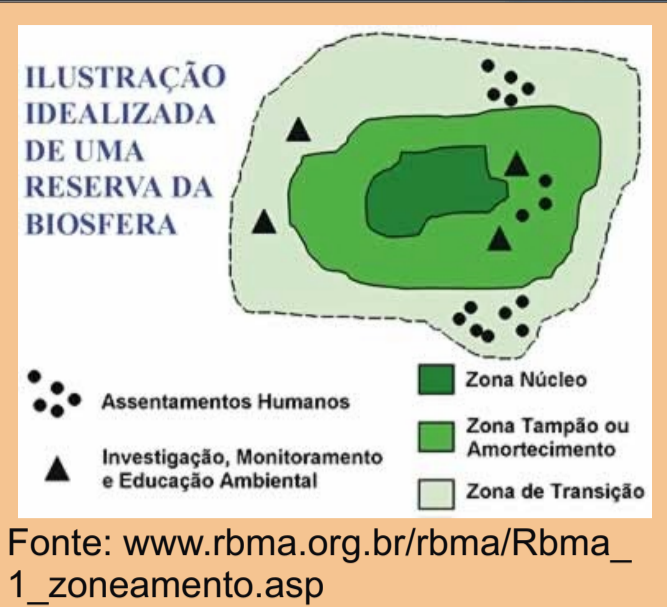 ILUSTRAÇÃO
IDEALIZADA
DE UMA
RESERVA DA
BIOSFERA
Assentamentos Humanos
Investigação, Monitoramento
e Educação Ambiental
Zona Núcleo
Zona Tampão ou
Amortecimento
Zona de Transição
Fonte: www.rbma.org.br/rbma/Rbma_
1_zoneamento.asp